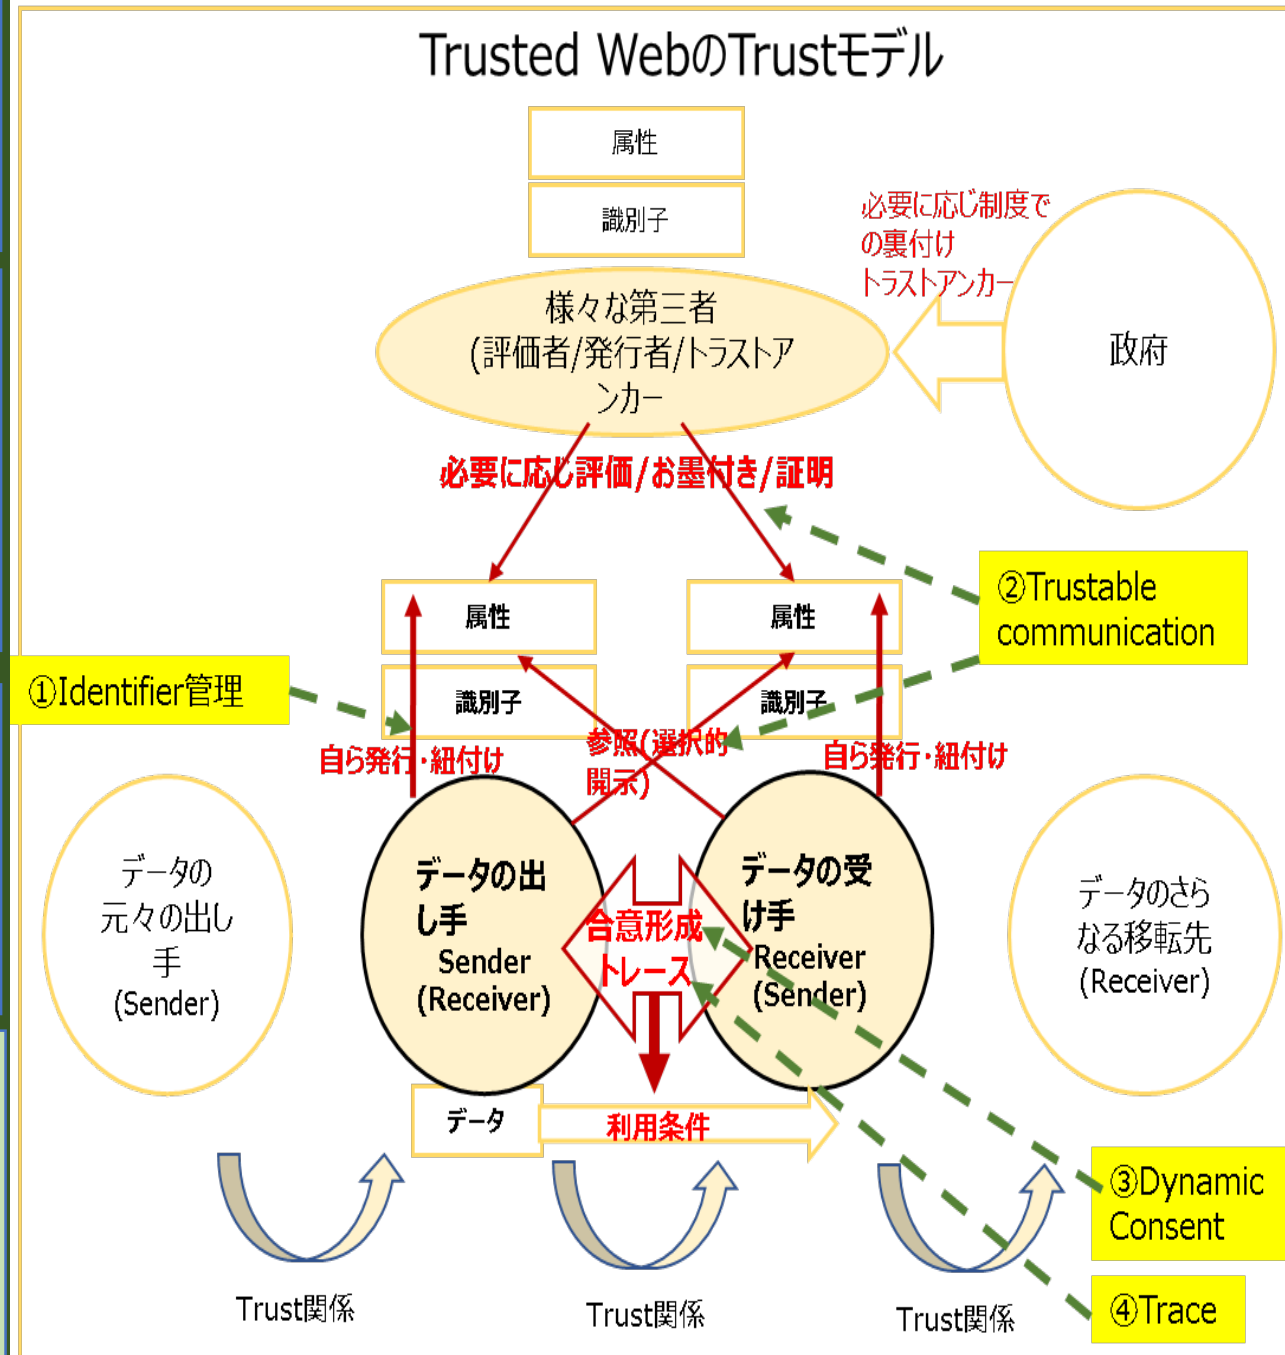 Trusted WebのTrustモデル
属性
識別子
必要に応じ制度で
の裏付け
トラストアンカー
様々な第三者
(評価者/発行者/トラストア
ンカー
政府
必要に応じ評価/お墨付き/証明
②Trustable
communication
属性
属性
①Identifier管理
識別子
識別子
自ら発行・紐付け
参照(選択的
開示)
自ら発行・紐付け
データの
元々の出し
手
(Sender)
データの出
し手
Sender
(Receiver)
合意形成
トレース
データの受
け手
Receiver
(Sender)
データのさら
なる移転先
(Receiver)
データ
利用条件
③Dynamic
Consent
④Trace
Trust関係
Trust関係
Trust関係